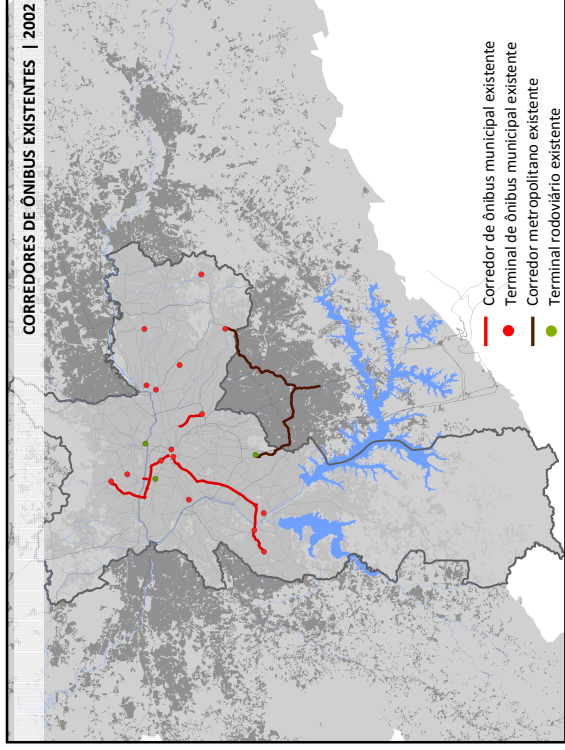 CORREDORES DE ÔNIBUS EXISTENTES | 2002
Corredor de ônibus municipal existente
Terminal de ônibus municipal existente
Corredor metropolitano existente
Terminal rodoviário existente